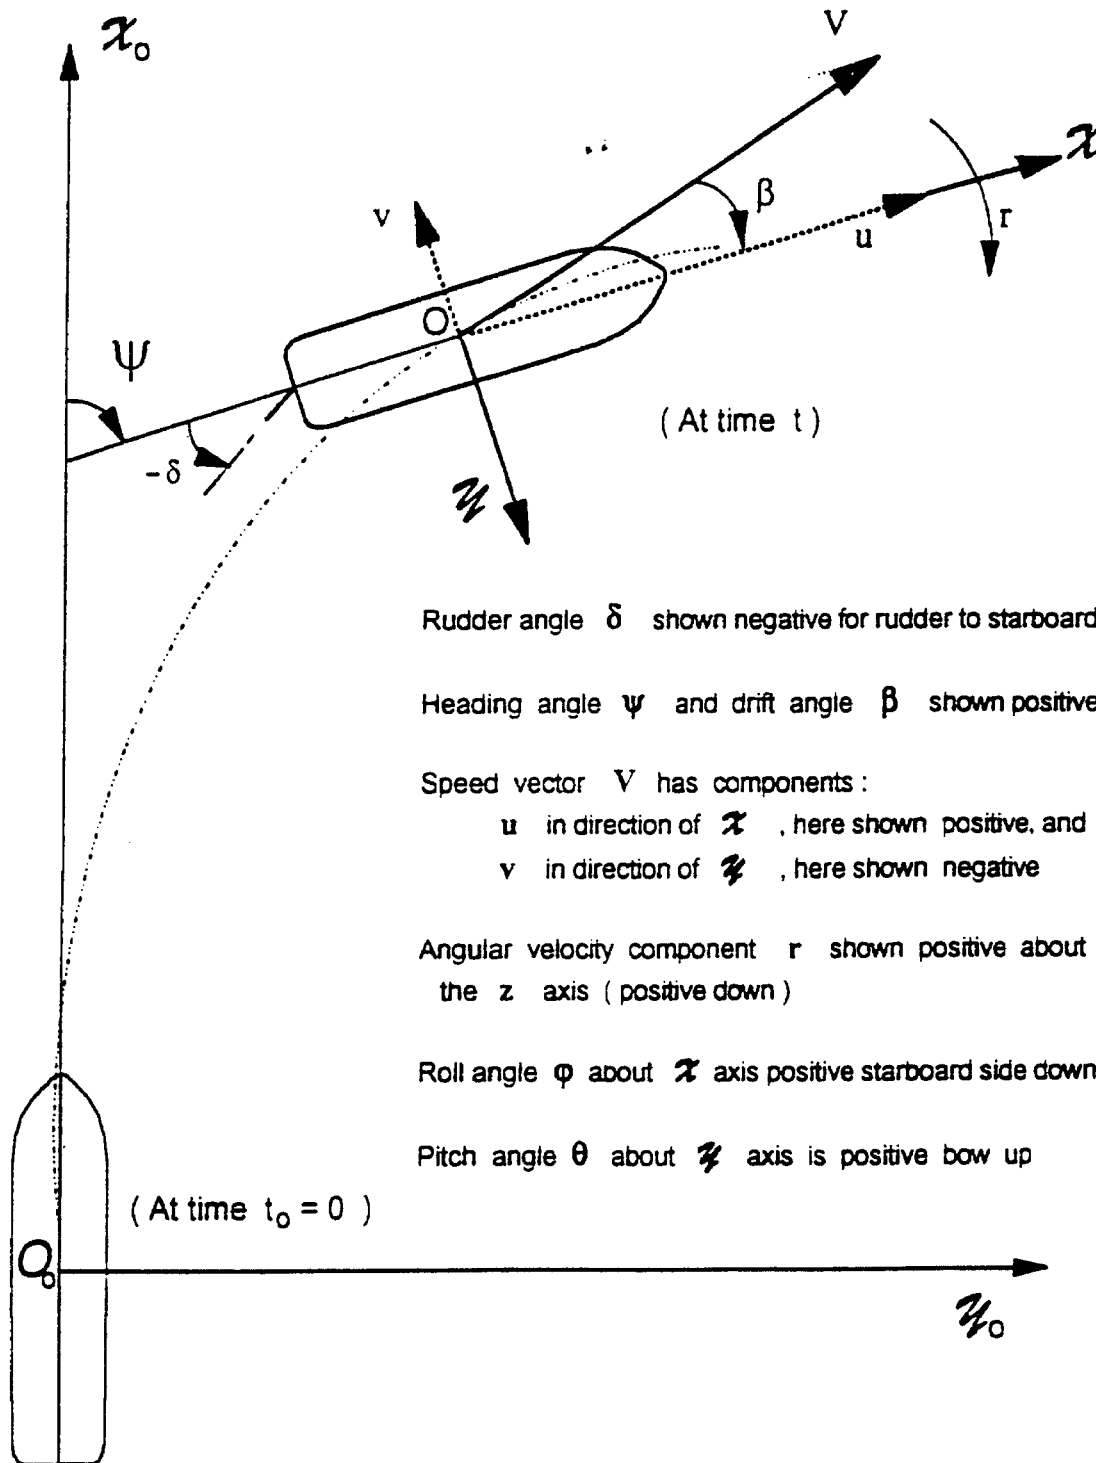 x₀
V
x
β
v
r
u
O
ψ
( At time t )
-δ
y
Rudder angle δ shown negative for rudder to starboard
Heading angle ψ and drift angle β shown positive
Speed vector V has components :
u in direction of x , here shown positive, and
v in direction of y , here shown negative
Angular velocity component r shown positive about
the z axis ( positive down )
Roll angle φ about x axis positive starboard side down
Pitch angle θ about y axis is positive bow up
( At time t₀ = 0 )
O₀
y₀